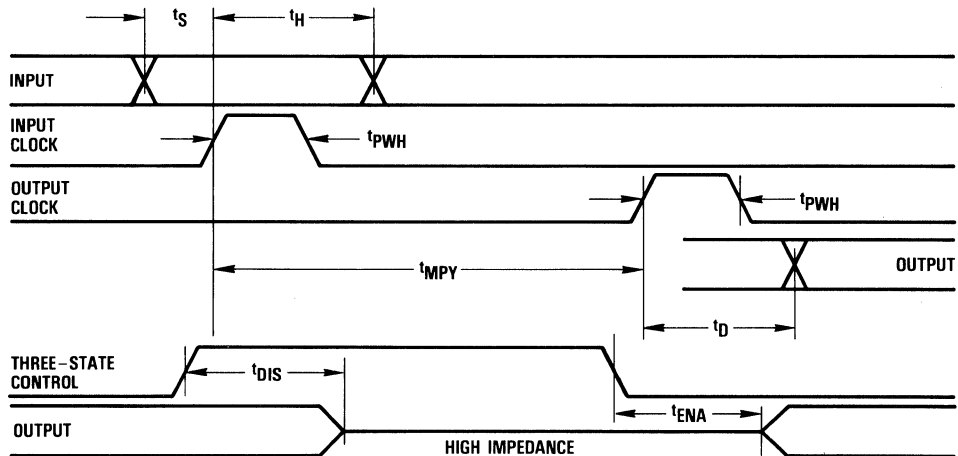 tS
tH
INPUT
INPUT
CLOCK
tPWH
OUTPUT
CLOCK
tPWH
tMPY
OUTPUT
tD
THREE-STATE
CONTROL
tDIS
tENA
OUTPUT
HIGH IMPEDANCE